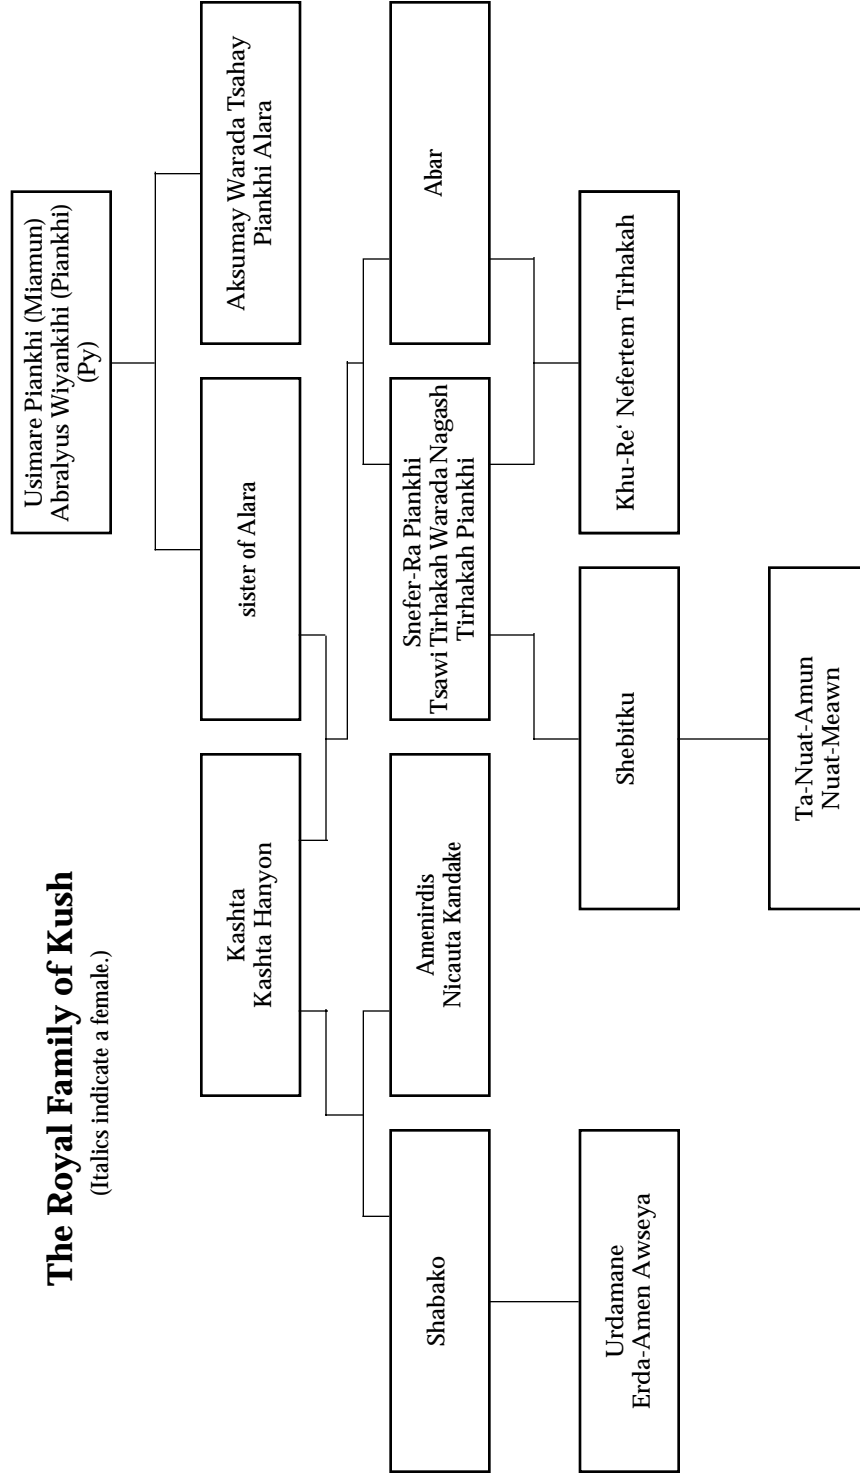 The Royal Family of Kush
(Italics indicate a female.)
Usimare Piankhi (Miamun)
Abralyus Wiyankihi (Piankhi)
(Py)
Kashta
Kashta Hanyon
sister of Alara
Aksumay Warada Tsahay
Piankhi Alara
Shabako
Amenirdis
Nicauta Kandake
Snefer-Ra Piankhi
Tsawi Tirhakah Warada Nagash
Tirhakah Piankhi
Abar
Urdamane
Erda-Amen Awseya
Shebitku
Khu-Re‘ Nefertem Tirhakah
Ta-Nuat-Amun
Nuat-Meawn